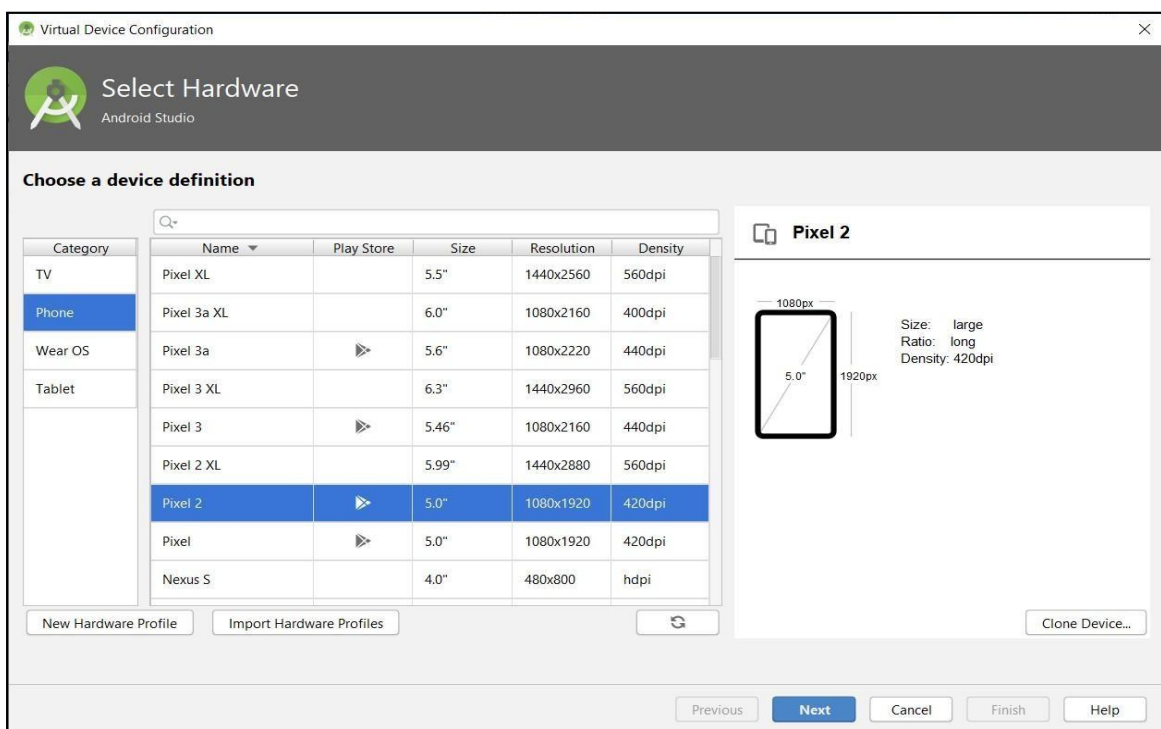 Virtual Device Configuration
Select Hardware
Android Studio
Choose a device definition
Category
TV
Phone
Wear OS
Tablet
Name Play Store Size Resolution Density
Pixel XL 5.5" 1440x2560 560dpi
Pixel 3a XL 6.0" 1080x2160 400dpi
Pixel 3a 5.6" 1080x2220 440dpi
Pixel 3 XL 6.3" 1440x2960 560dpi
Pixel 3 5.46" 1080x2160 440dpi
Pixel 2 XL 5.99" 1440x2880 560dpi
Pixel 2 5.0" 1080x1920 420dpi
Pixel 5.0" 1080x1920 420dpi
Nexus S 4.0" 480x800 hdpi
New Hardware Profile Import Hardware Profiles
Pixel 2
1080px
5.0" 1920px
Size: large
Ratio: long
Density: 420dpi
Clone Device...
Previous Next Cancel Finish Help